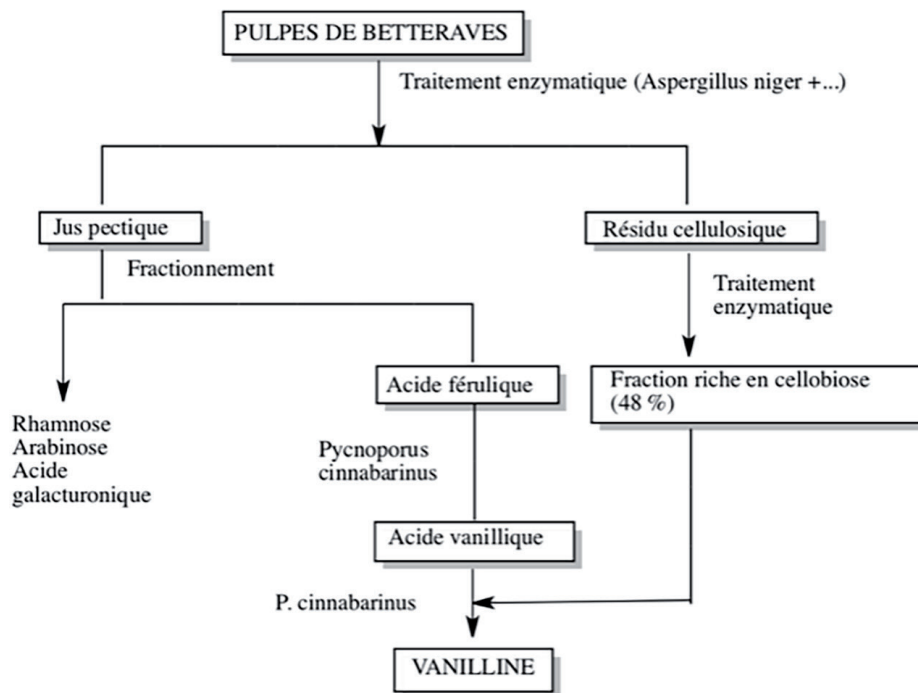 PULPES DE BETTERAVES
Traitement enzymatique (Aspergillus niger +...)
Jus pectique
Résidu cellulosique
Fractionnement
Traitement
enzymatique
Acide férulique
Fraction riche en cellobiose
(48 %)
Rhamnose
Arabinose
Acide
galacturonique
Pycnoporus
cinnabarinus
Acide vanillique
P. cinnabarinus
VANILLINE